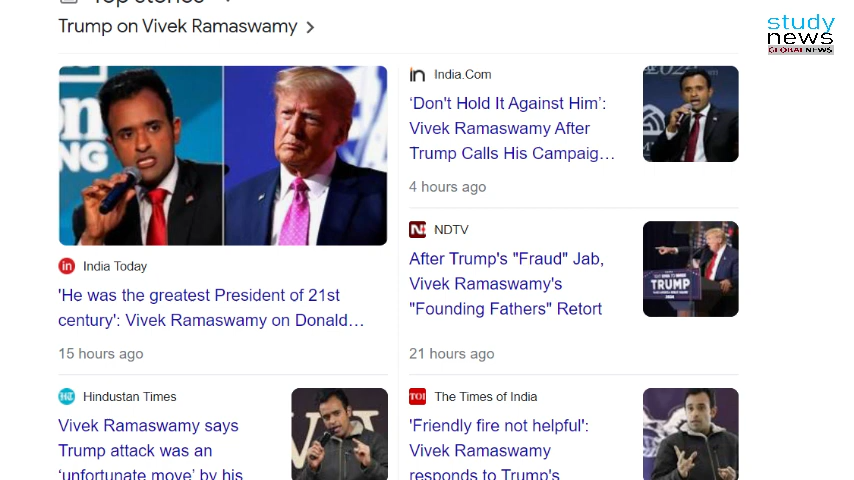 Top stories
Trump on Vivek Ramaswamy
study
news
GLOBAL NEWS
India Today
'He was the greatest President of 21st
century': Vivek Ramaswamy on Donald…
15 hours ago
India.Com
‘Don't Hold It Against Him’:
Vivek Ramaswamy After
Trump Calls His Campaig…
4 hours ago
NDTV
After Trump's "Fraud" Jab,
Vivek Ramaswamy's
"Founding Fathers" Retort
21 hours ago
TRUMP
Hindustan Times
Vivek Ramaswamy says
Trump attack was an
‘unfortunate move’ by his
The Times of India
'Friendly fire not helpful':
Vivek Ramaswamy
responds to Trump's